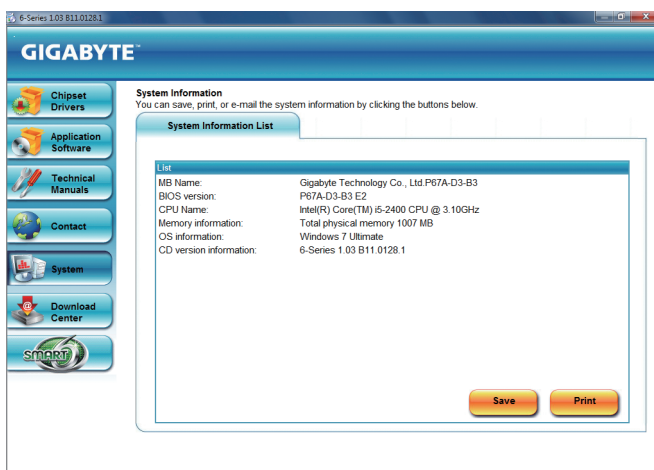 6-Series 1.03 B11.0128.1
GIGABYTE™
Chipset
Drivers
Application
Software
Technical
Manuals
Contact
System
Download
Center
SMART6
System Information
You can save, print, or e-mail the system information by clicking the buttons below.
System Information List
List
MB Name: Gigabyte Technology Co., Ltd.P67A-D3-B3
BIOS version: P67A-D3-B3 E2
CPU Name: Intel(R) Core(TM) i5-2400 CPU @ 3.10GHz
Memory information: Total physical memory 1007 MB
OS information: Windows 7 Ultimate
CD version information: 6-Series 1.03 B11.0128.1
Save Print